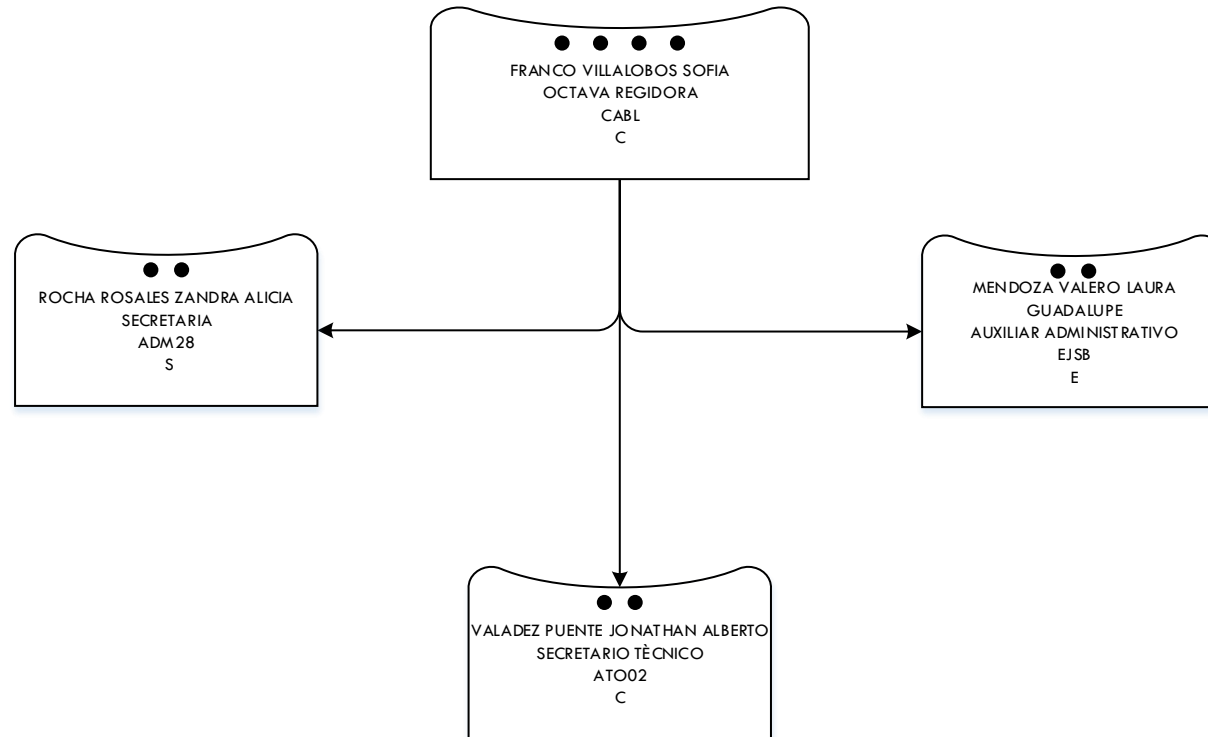 FRANCO VILLALOBOS SOFIA
OCTAVA REGIDORA
CABL
C
ROCHA ROSALES ZANDRA ALICIA
SECRETARIA
ADM28
S
MENDOZA VALERO LAURA
GUADALUPE
AUXILIAR ADMINISTRATIVO
EJSB
E
VALADEZ PUENTE JONATHAN ALBERTO
SECRETARIO TÈCNICO
ATO02
C